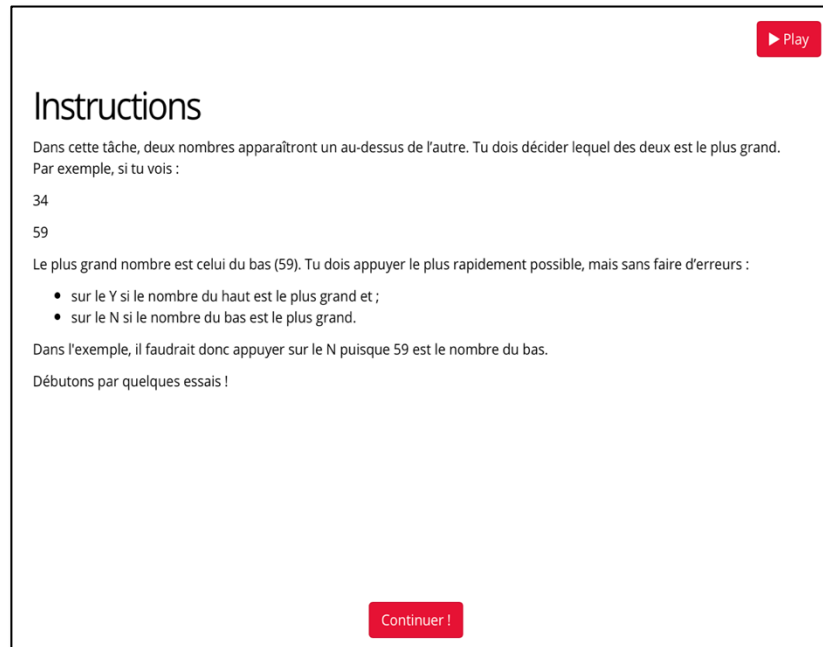 Play
Instructions
Dans cette tâche, deux nombres apparaîtront un au-dessus de l’autre. Tu dois décider lequel des deux est le plus grand.
Par exemple, si tu vois :
34
59
Le plus grand nombre est celui du bas (59). Tu dois appuyer le plus rapidement possible, mais sans faire d’erreurs :
• sur le Y si le nombre du haut est le plus grand et ;
• sur le N si le nombre du bas est le plus grand.
Dans l'exemple, il faudrait donc appuyer sur le N puisque 59 est le nombre du bas.
Débutons par quelques essais !
Continuer !